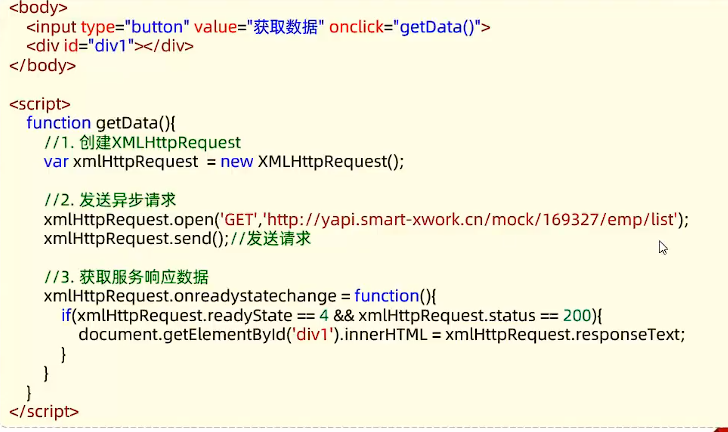 <body>
<input type="button" value="获取数据" onclick="getData()">
<div id="div1"></div>
</body>
<script>
function getData(){
//1. 创建XMLHttpRequest
var xmlHttpRequest = new XMLHttpRequest();
//2. 发送异步请求
xmlHttpRequest.open('GET','http://yapi.smart-xwork.cn/mock/169327/emp/list');
xmlHttpRequest.send();//发送请求
//3. 获取服务响应数据
xmlHttpRequest.onreadystatechange = function(){
if(xmlHttpRequest.readyState == 4 && xmlHttpRequest.status == 200){
document.getElementById('div1').innerHTML = xmlHttpRequest.responseText;
}
}
}
</script>